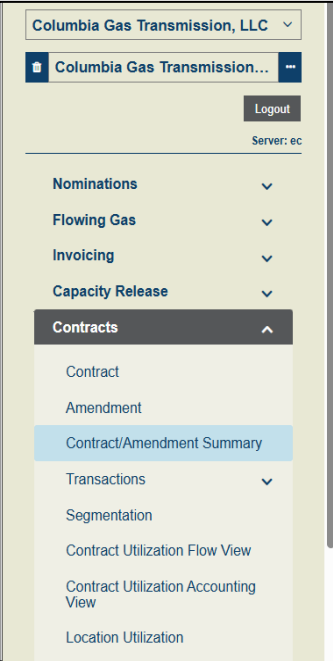 Columbia Gas Transmission, LLC
Columbia Gas Transmission...
Logout
Server: ec
Nominations
Flowing Gas
Invoicing
Capacity Release
Contracts
Contract
Amendment
Contract/Amendment Summary
Transactions
Segmentation
Contract Utilization Flow View
Contract Utilization Accounting
View
Location Utilization